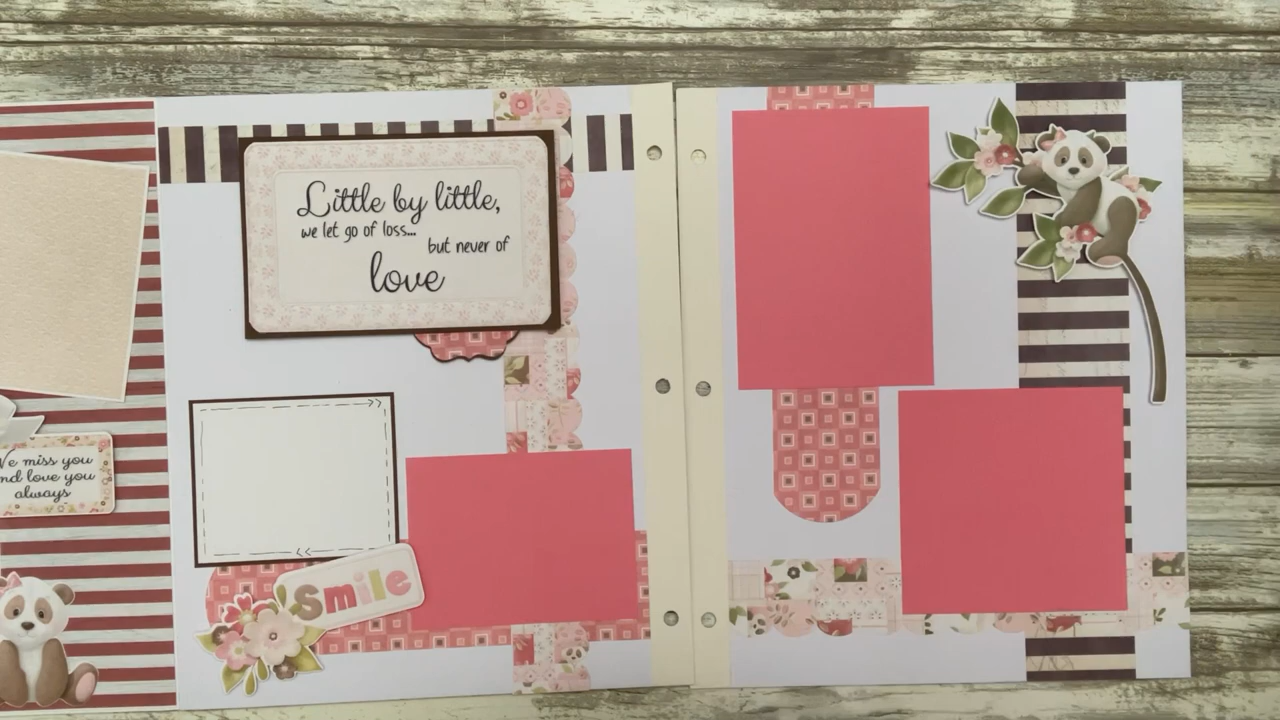 Little by little,
we let go of loss...
but never of
love
We miss you
and love you
always
smile